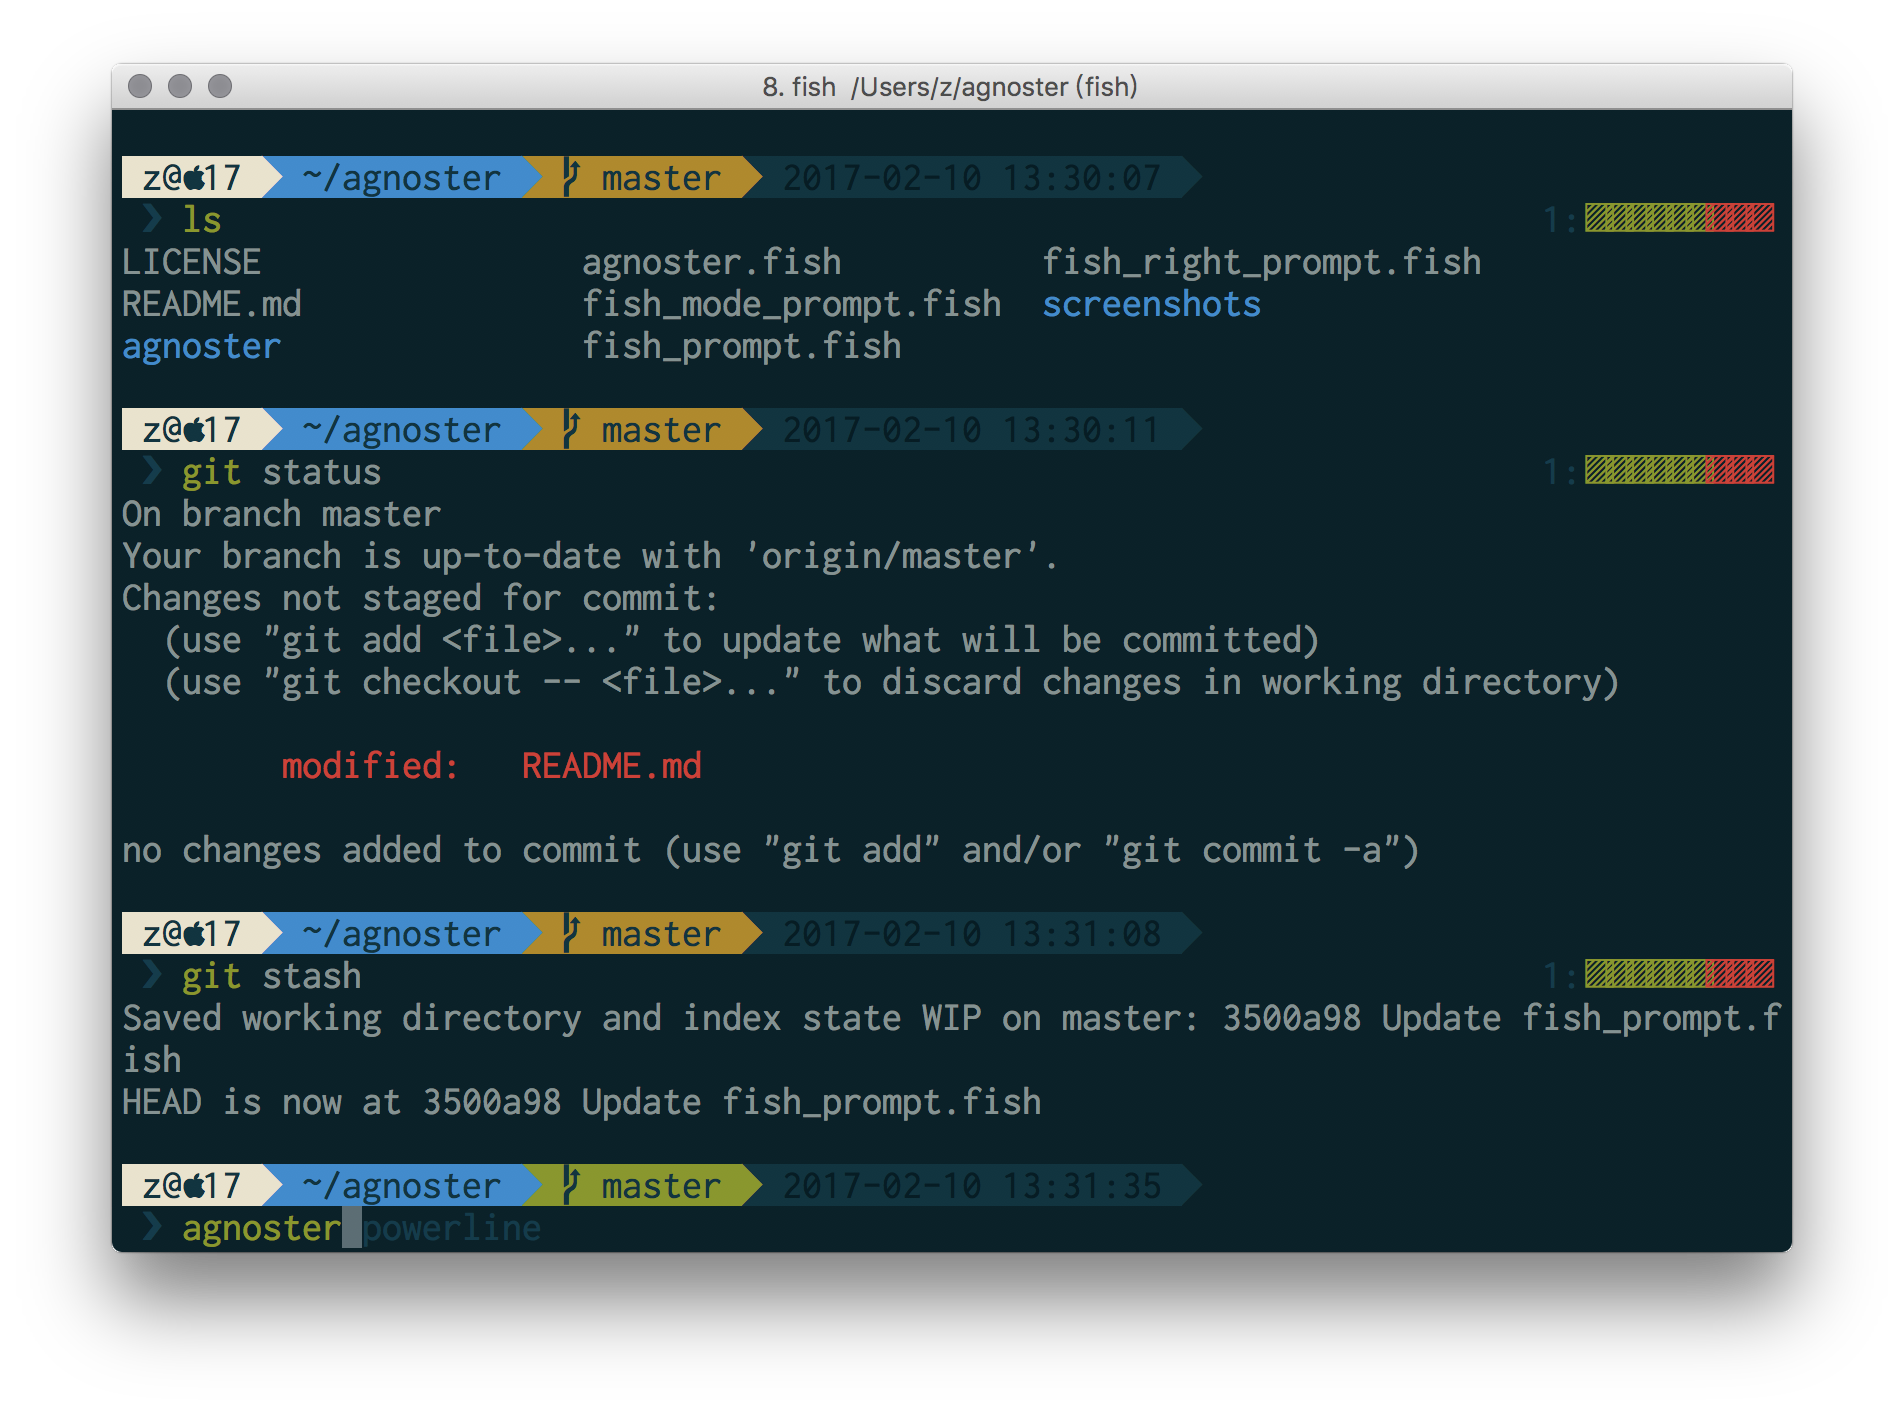 8. fish /Users/z/agnoster (fish)
z@17 ~/agnoster master 2017-02-10 13:30:07
❯ ls 1:
LICENSE agnoster.fish fish_right_prompt.fish
README.md fish_mode_prompt.fish screenshots
agnoster fish_prompt.fish
z@17 ~/agnoster master 2017-02-10 13:30:11
❯ git status 1:
On branch master
Your branch is up-to-date with 'origin/master'.
Changes not staged for commit:
(use "git add <file>..." to update what will be committed)
(use "git checkout -- <file>..." to discard changes in working directory)
modified: README.md
no changes added to commit (use "git add" and/or "git commit -a")
z@17 ~/agnoster master 2017-02-10 13:31:08
❯ git stash 1:
Saved working directory and index state WIP on master: 3500a98 Update fish_prompt.f
ish
HEAD is now at 3500a98 Update fish_prompt.fish
z@17 ~/agnoster master 2017-02-10 13:31:35
❯ agnoster powerline